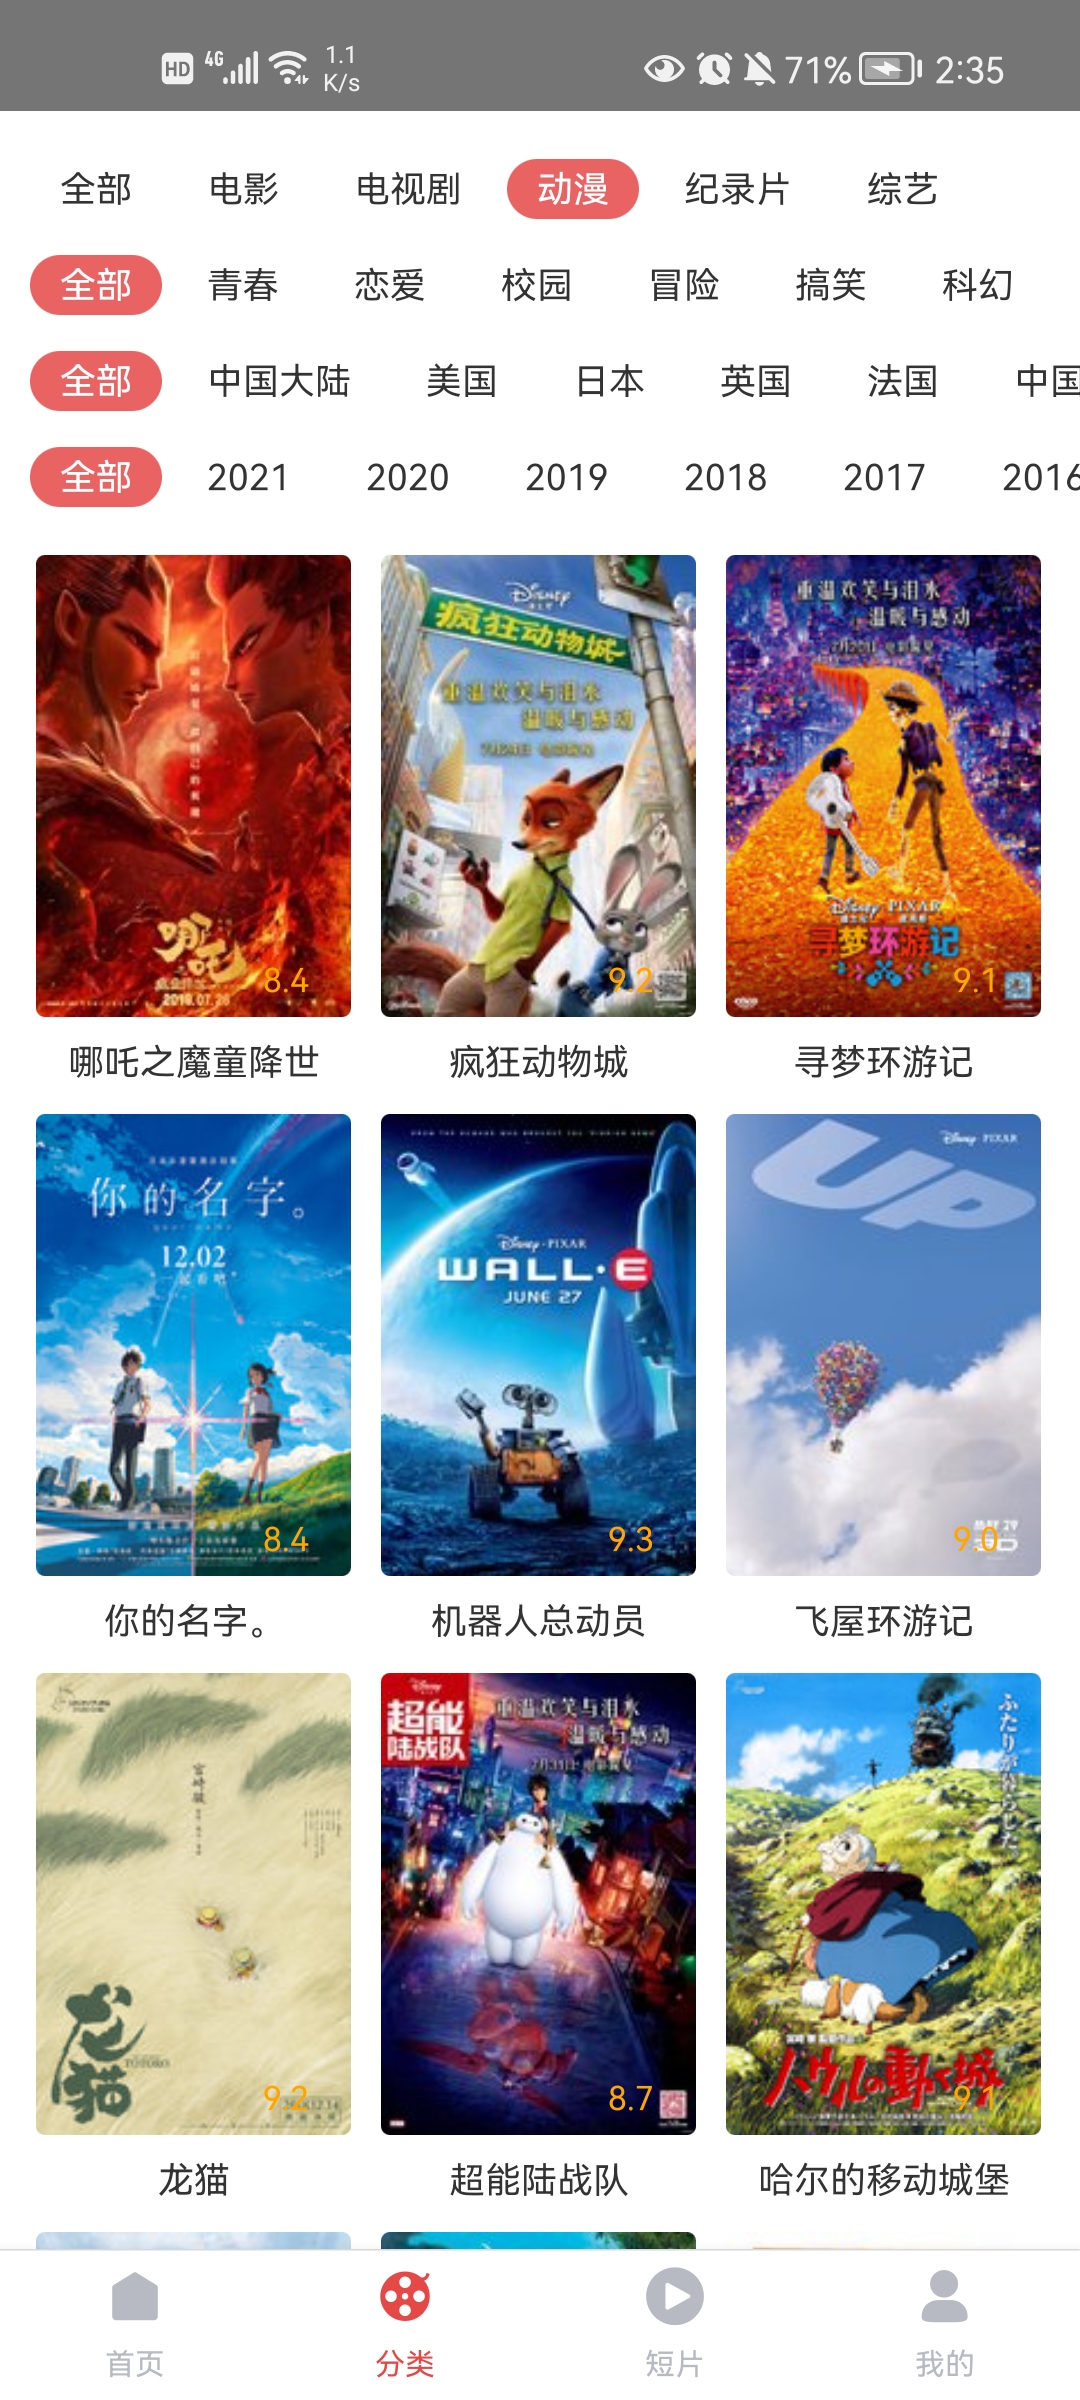 HD 4G 1.1 K/s 71% 2:35
全部 电影 电视剧 动漫 纪录片 综艺
全部 青春 恋爱 校园 冒险 搞笑 科幻
全部 中国大陆 美国 日本 英国 法国 中国
全部 2021 2020 2019 2018 2017 2016
哪吒
2019.07.26
8.4
Disney
疯狂动物城
重温欢笑与泪水
温暖与感动
9.2
重温欢笑与泪水
温暖与感动
Disney PIXAR
寻梦环游记
9.1
哪吒之魔童降世 疯狂动物城 寻梦环游记
你的名字。
12.02
8.4
Disney·PIXAR
WALL·E
JUNE 27
9.3
Disney PIXAR
UP
9.0
你的名字。 机器人总动员 飞屋环游记
宫崎骏
龙猫
TOTORO
9.2
Disney
超能
陆战队
重温欢笑与泪水
温暖与感动
8.7
ふたりが暮らした。
ハウルの動く城
9.1
龙猫 超能陆战队 哈尔的移动城堡
首页 分类 短片 我的